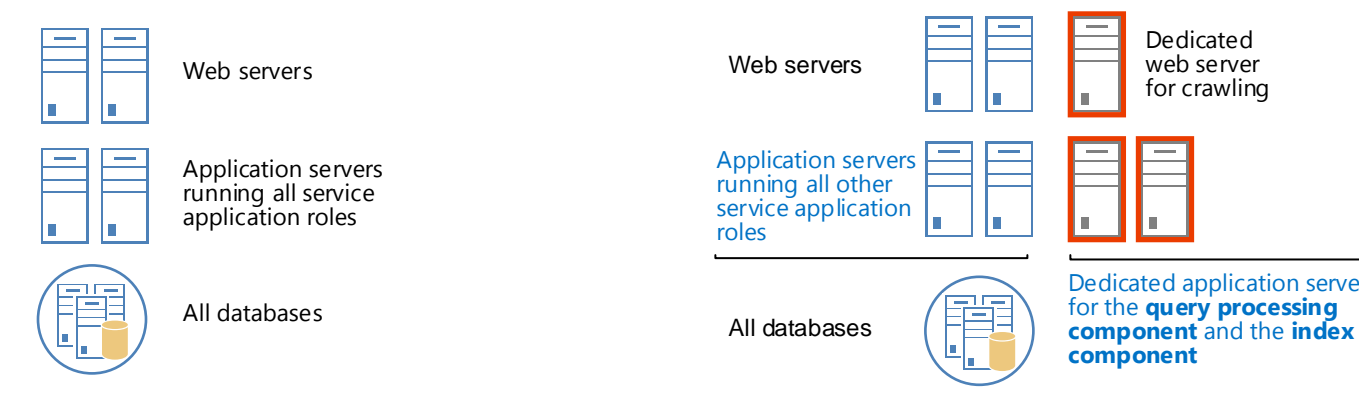 Web servers
Application servers
running all service
application roles
All databases
Web servers
Dedicated
web server
for crawling
Application servers
running all other
service application
roles
All databases
Dedicated application serve
for the query processing
component and the index
component